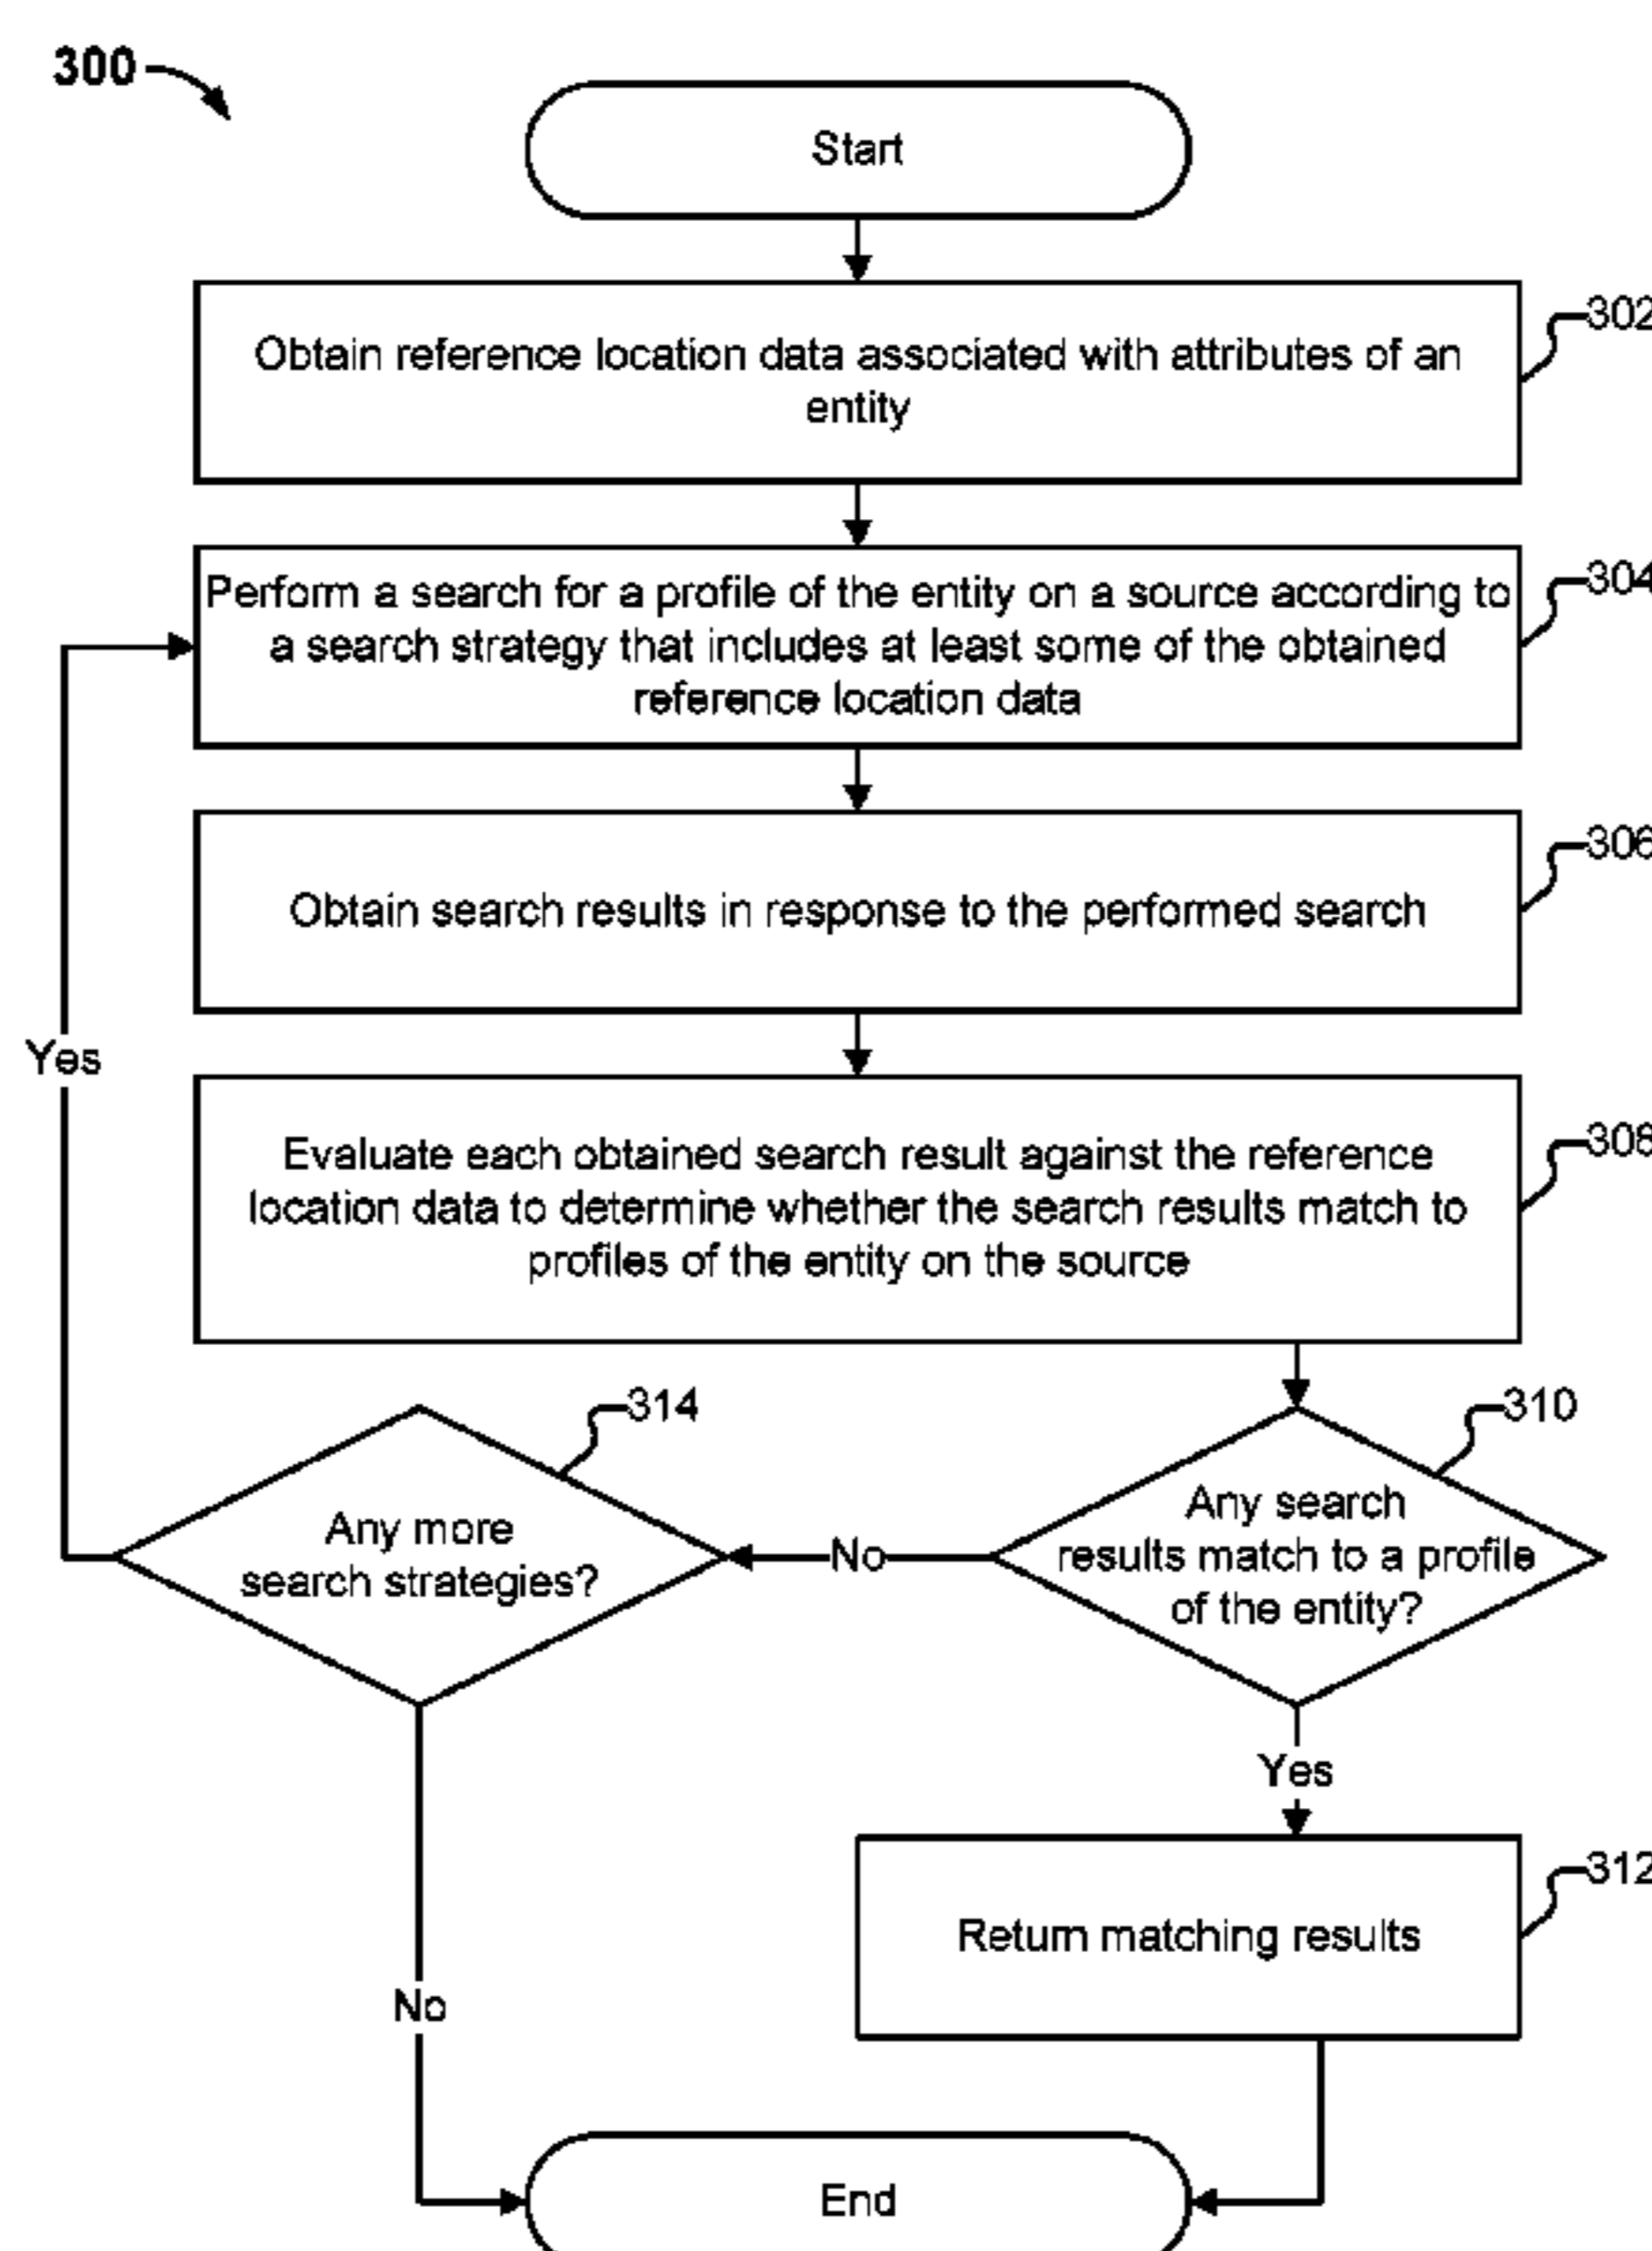 300
Start
Obtain reference location data associated with attributes of an
entity
302
Perform a search for a profile of the entity on a source according to
a search strategy that includes at least some of the obtained
reference location data
304
Obtain search results in response to the performed search
306
Yes
Evaluate each obtained search result against the reference
location data to determine whether the search results match to
profiles of the entity on the source
308
314
310
Any more
search strategies?
No
Any search
results match to a profile
of the entity?
Yes
312
Return matching results
No
End